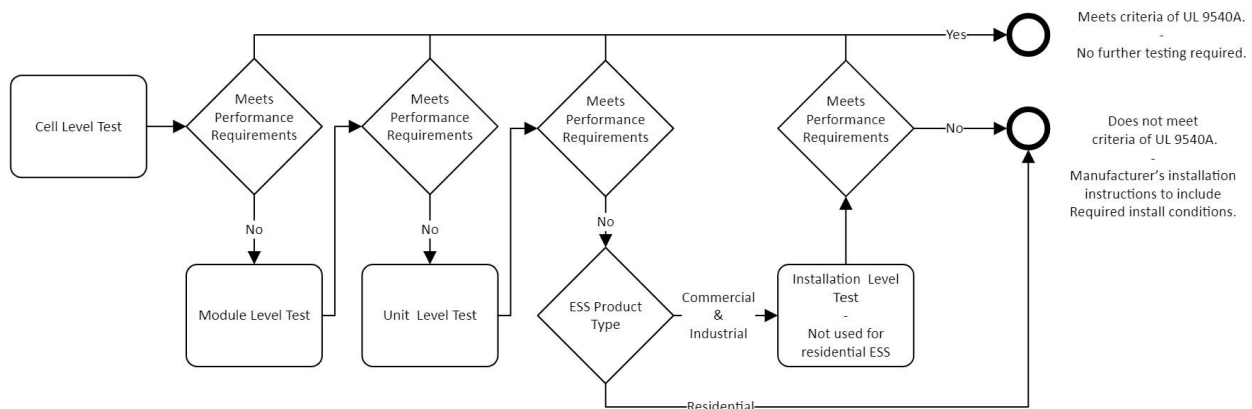 Cell Level Test
Meets
Performance
Requirements
No
Module Level Test
Meets
Performance
Requirements
No
Unit Level Test
Meets
Performance
Requirements
No
ESS Product
Type
Commercial
&
Industrial
Residential
Installation Level
Test
-
Not used for
residential ESS
Meets
Performance
Requirements
Yes
No
Meets criteria of UL 9540A.
-
No further testing required.
Does not meet
criteria of UL 9540A.
-
Manufacturer's installation
instructions to include
Required install conditions.